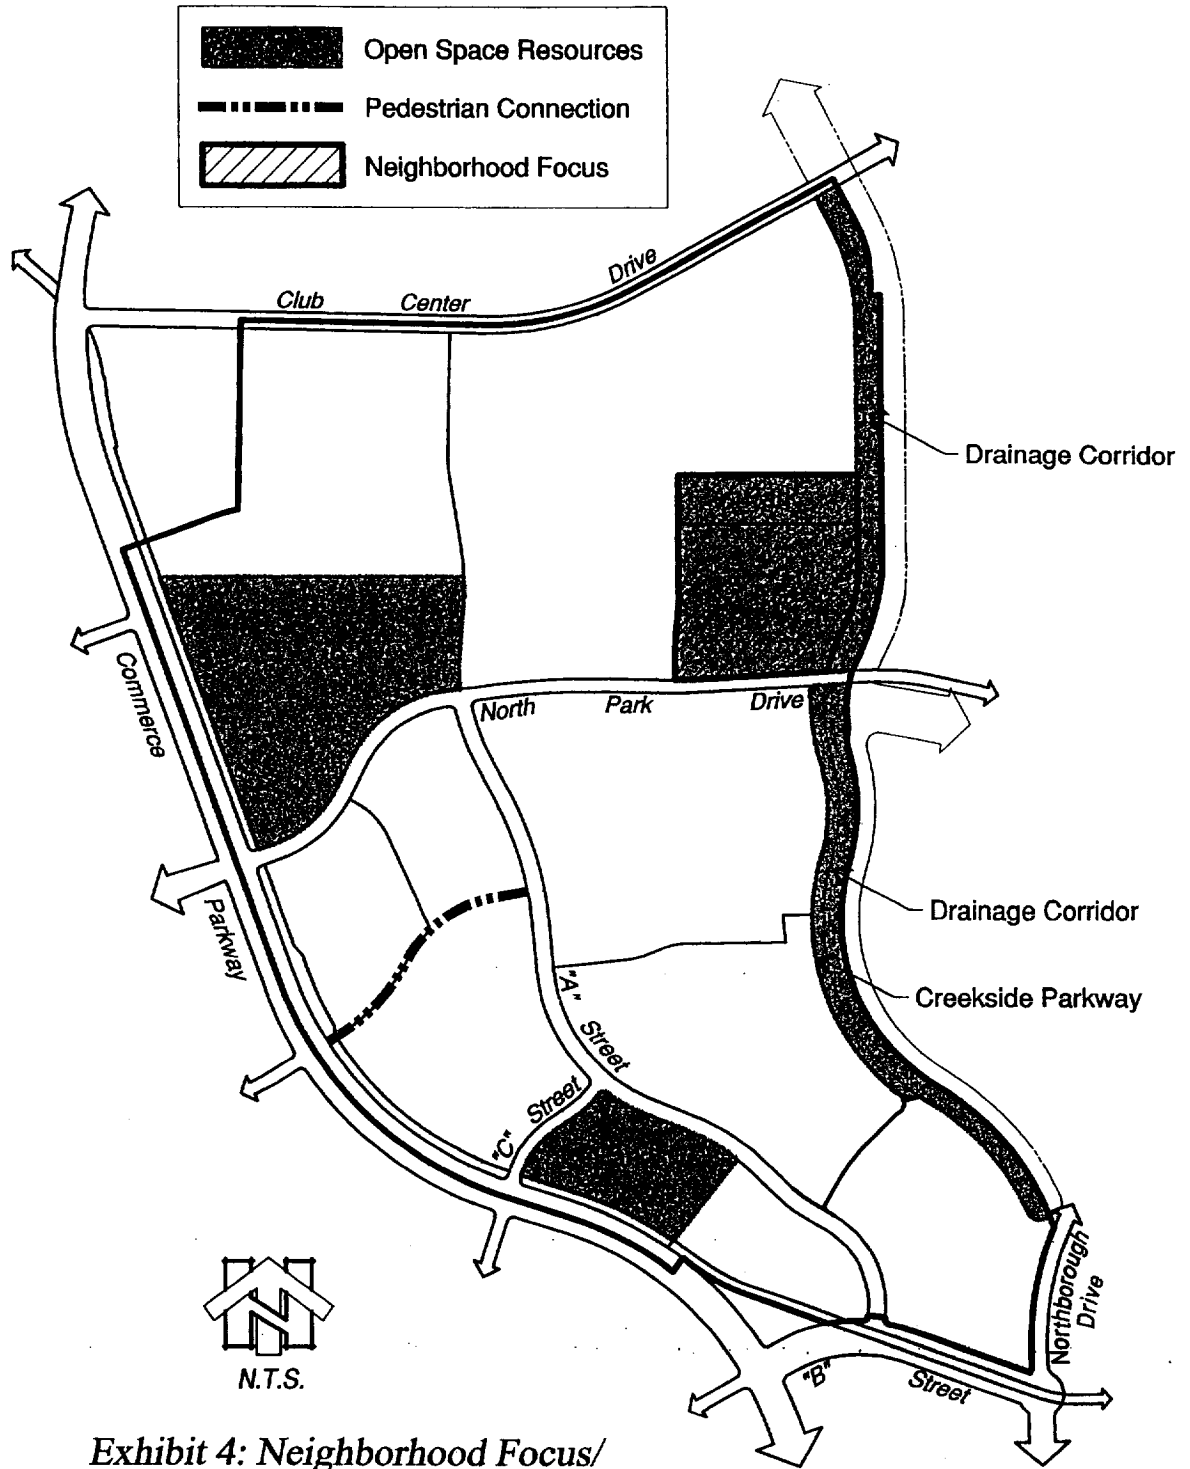 Open Space Resources
Pedestrian Connection
Neighborhood Focus
Club Center Drive
Drainage Corridor
Commerce
Parkway
North Park Drive
Drainage Corridor
Creekside Parkway
"A" Street
"C" Street
Northborough
Drive
"B" Street
N
N.T.S.
Exhibit 4: Neighborhood Focus/